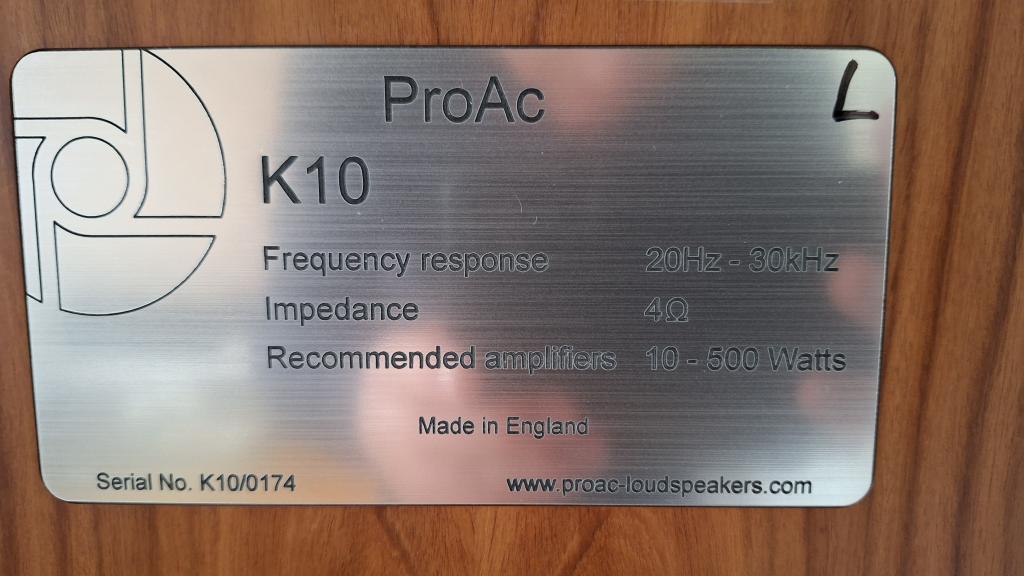 ProAc
L
K10
Frequency response 20Hz - 30kHz
Impedance 4Ω
Recommended amplifiers 10 - 500 Watts
Made in England
Serial No. K10/0174 www.proac-loudspeakers.com